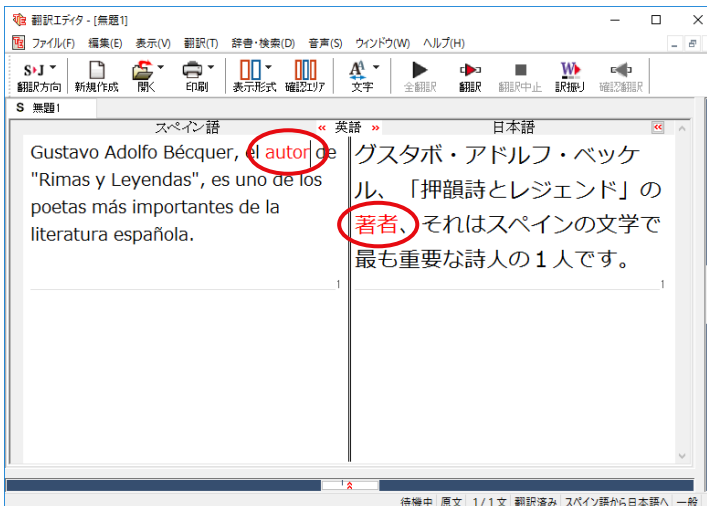 翻訳エディタ - [無題1]
ファイル(F) 編集(E) 表示(V) 翻訳(T) 辞書・検索(D) 音声(S) ウィンドウ(W) ヘルプ(H)
S▸J
翻訳方向 新規作成 開く 印刷 表示形式 確認エリア 文字 全翻訳 翻訳 翻訳中止 訳振り 確認翻訳
S 無題1
スペイン語 « 英語 » 日本語 «
Gustavo Adolfo Bécquer, el autor de
"Rimas y Leyendas", es uno de los
poetas más importantes de la
literatura española.
1
グスタボ・アドルフ・ベッケ
ル、「押韻詩とレジェンド」の
著者、それはスペインの文学で
最も重要な詩人の１人です。
1
待機中 原文 1/1文 翻訳済み スペイン語から日本語へ 一般